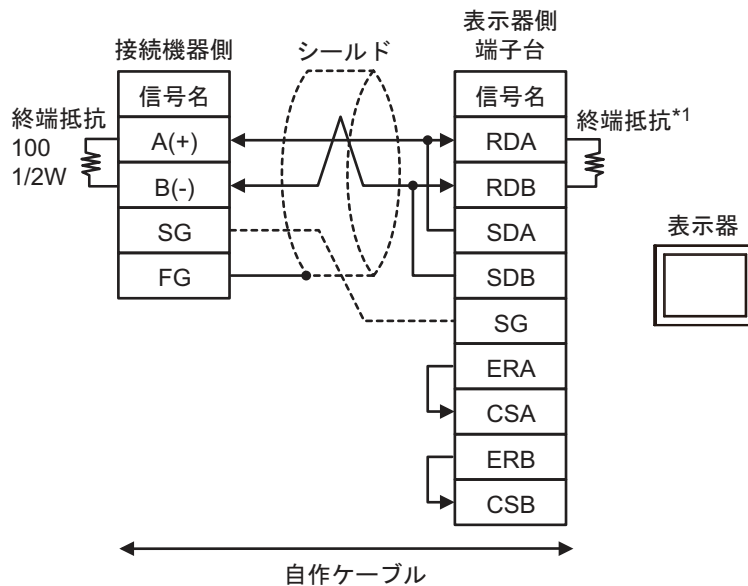 接続機器側
シールド
表示器側
端子台
信号名
A(+)
B(-)
SG
FG
終端抵抗
100
1/2W
信号名
RDA
RDB
SDA
SDB
SG
ERA
CSA
ERB
CSB
終端抵抗*1
表示器
自作ケーブル